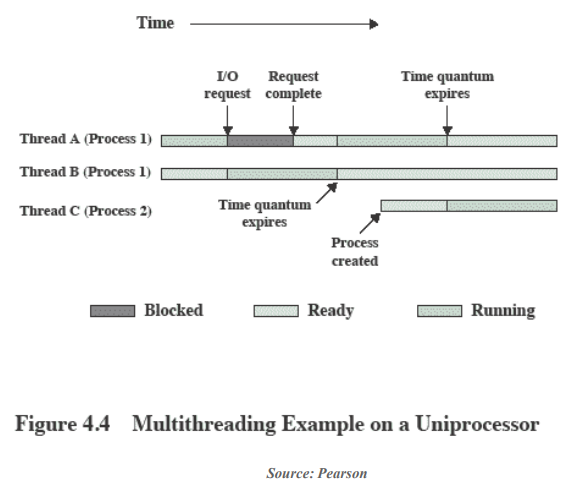 Time
I/O request
Request complete
Time quantum expires
Thread A (Process 1)
Thread B (Process 1)
Thread C (Process 2)
Time quantum expires
Process created
Blocked
Ready
Running
Figure 4.4 Multithreading Example on a Uniprocessor
Source: Pearson